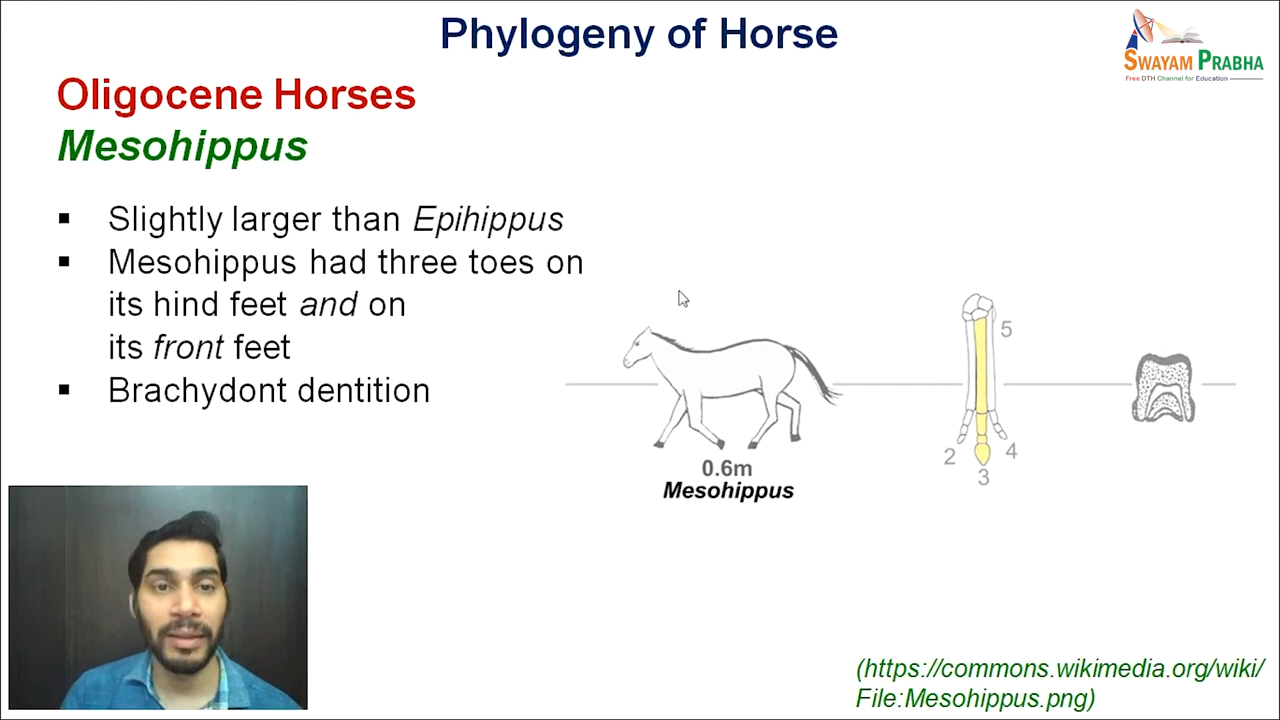 Phylogeny of Horse
SWAYAM PRABHA
Free DTH Channel for Education
Oligocene Horses
Mesohippus
▪ Slightly larger than Epihippus
▪ Mesohippus had three toes on
its hind feet and on
its front feet
▪ Brachydont dentition
5
2
4
3
0.6m
Mesohippus
(https://commons.wikimedia.org/wiki/
File:Mesohippus.png)